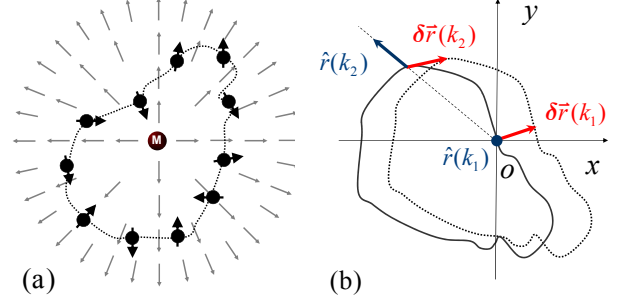 M
(a)
y
r̂(k₂)
δr⃗(k₂)
δr⃗(k₁)
r̂(k₁)
o
x
(b)